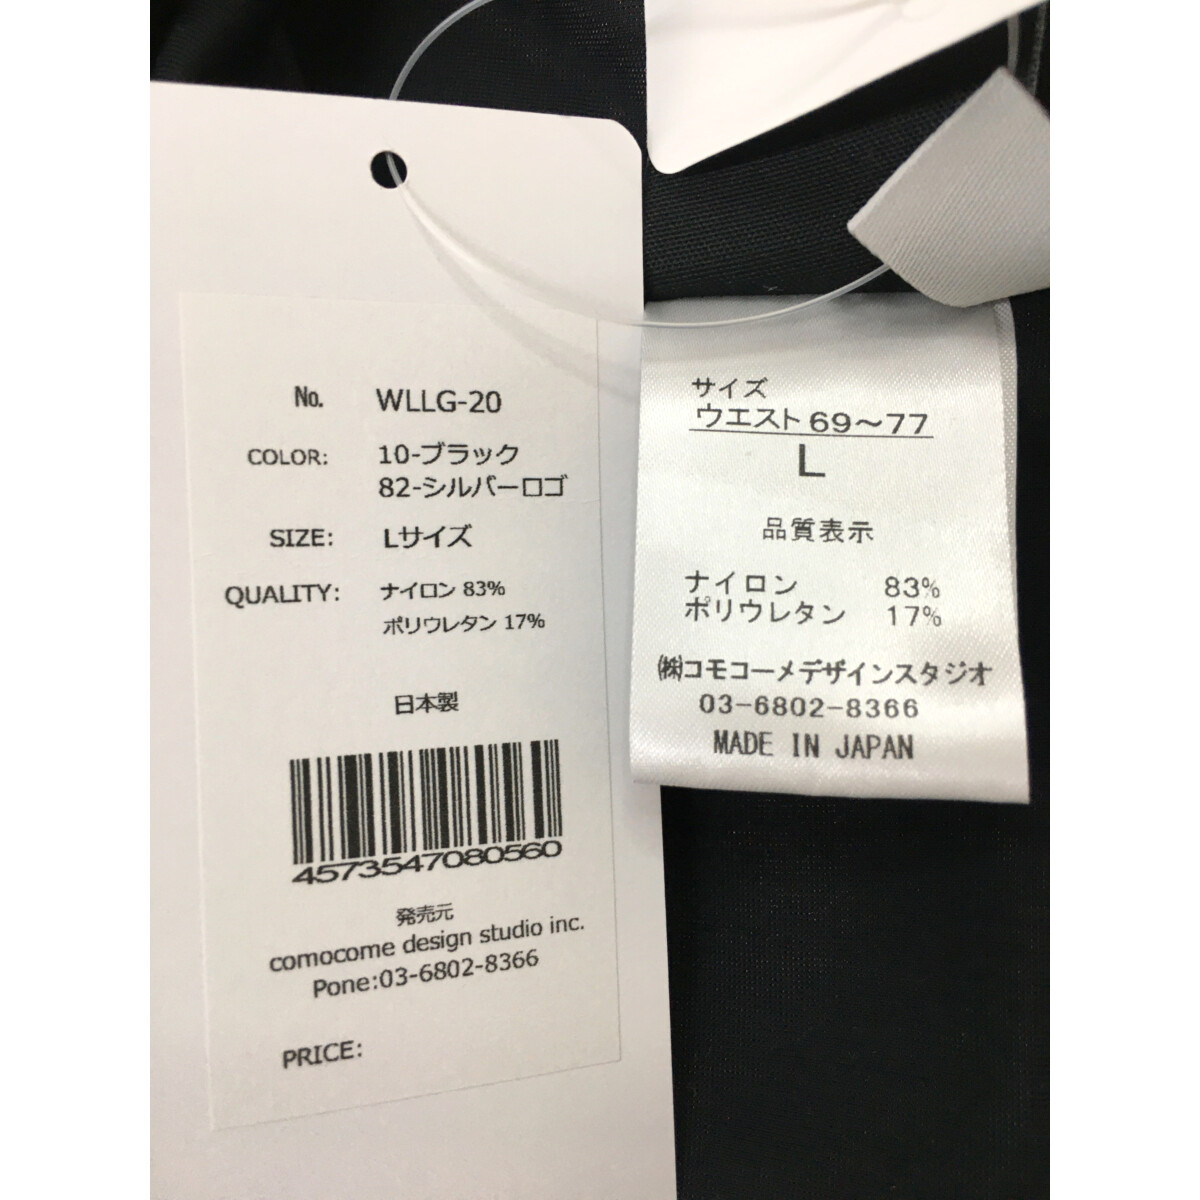 No. WLLG-20
COLOR: 10-ブラック
82-シルバーロゴ
SIZE: Lサイズ
QUALITY: ナイロン 83%
ポリウレタン 17%
日本製
4573547080560
発売元
comocome design studio inc.
Pone:03-6802-8366
PRICE:
サイズ
ウエスト 69〜77
L
品質表示
ナイロン 83%
ポリウレタン 17%
㈱コモコーメデザインスタジオ
03-6802-8366
MADE IN JAPAN